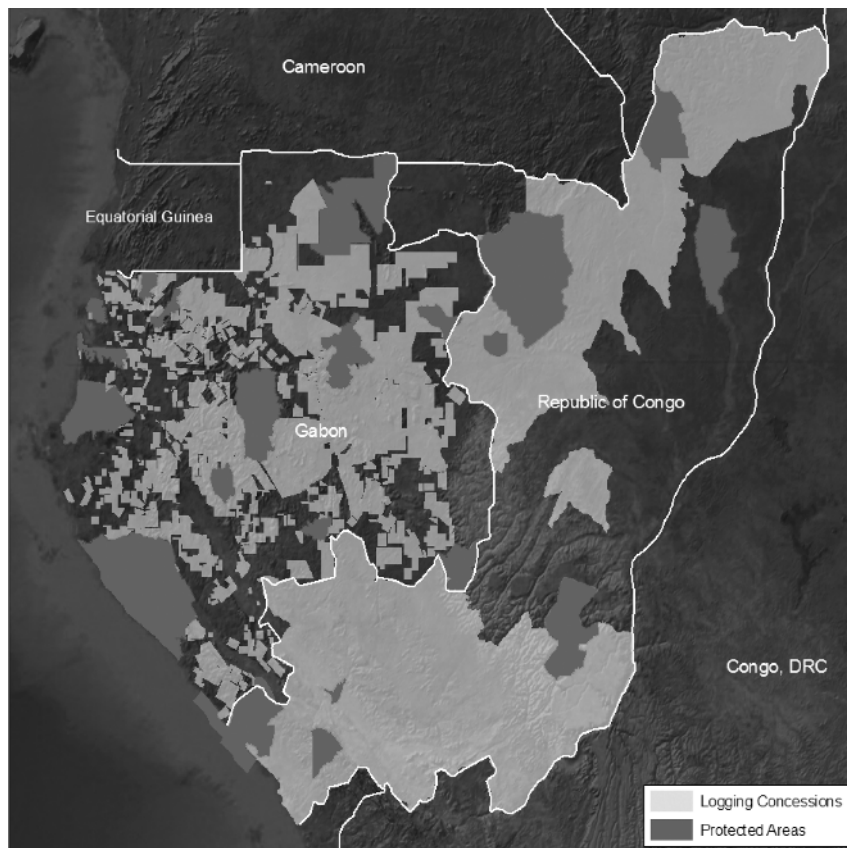 Cameroon
Equatorial Guinea
Republic of Congo
Gabon
Congo, DRC
Logging Concessions
Protected Areas